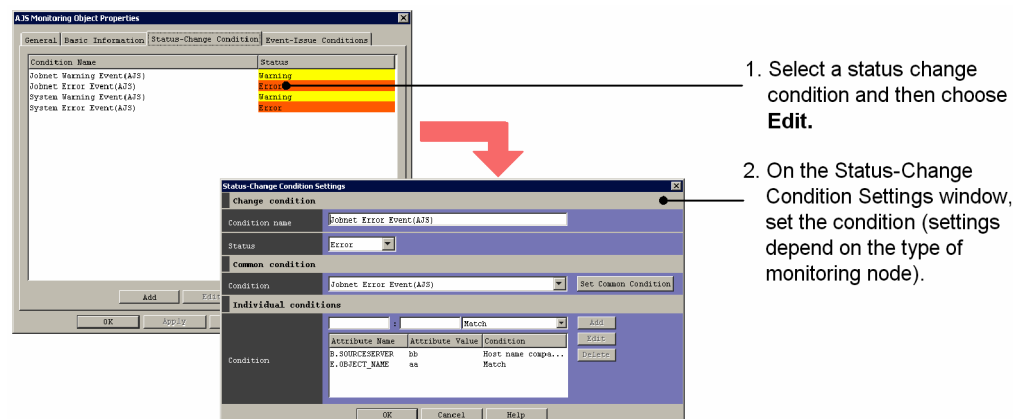 AJS Monitoring Object Properties
General Basic Information Status-Change Condition Event-Issue Conditions
Condition Name Status
Jobnet Warning Event(AJS) Warning
Jobnet Error Event(AJS) Error
System Warning Event(AJS) Warning
System Error Event(AJS) Error
Add Edit
OK Apply
1. Select a status change
condition and then choose
Edit.
2. On the Status-Change
Condition Settings window,
set the condition (settings
depend on the type of
monitoring node).
Status-Change Condition Settings
Change condition
Condition name Jobnet Error Event(AJS)
Status Error
Common condition
Condition Jobnet Error Event(AJS) Set Common Condition
Individual conditions
Condition
: Match Add
Attribute Name Attribute Value Condition Edit
B.SOURCESERVER bb Host name compa... Delete
E.OBJECT_NAME aa Match
OK Cancel Help